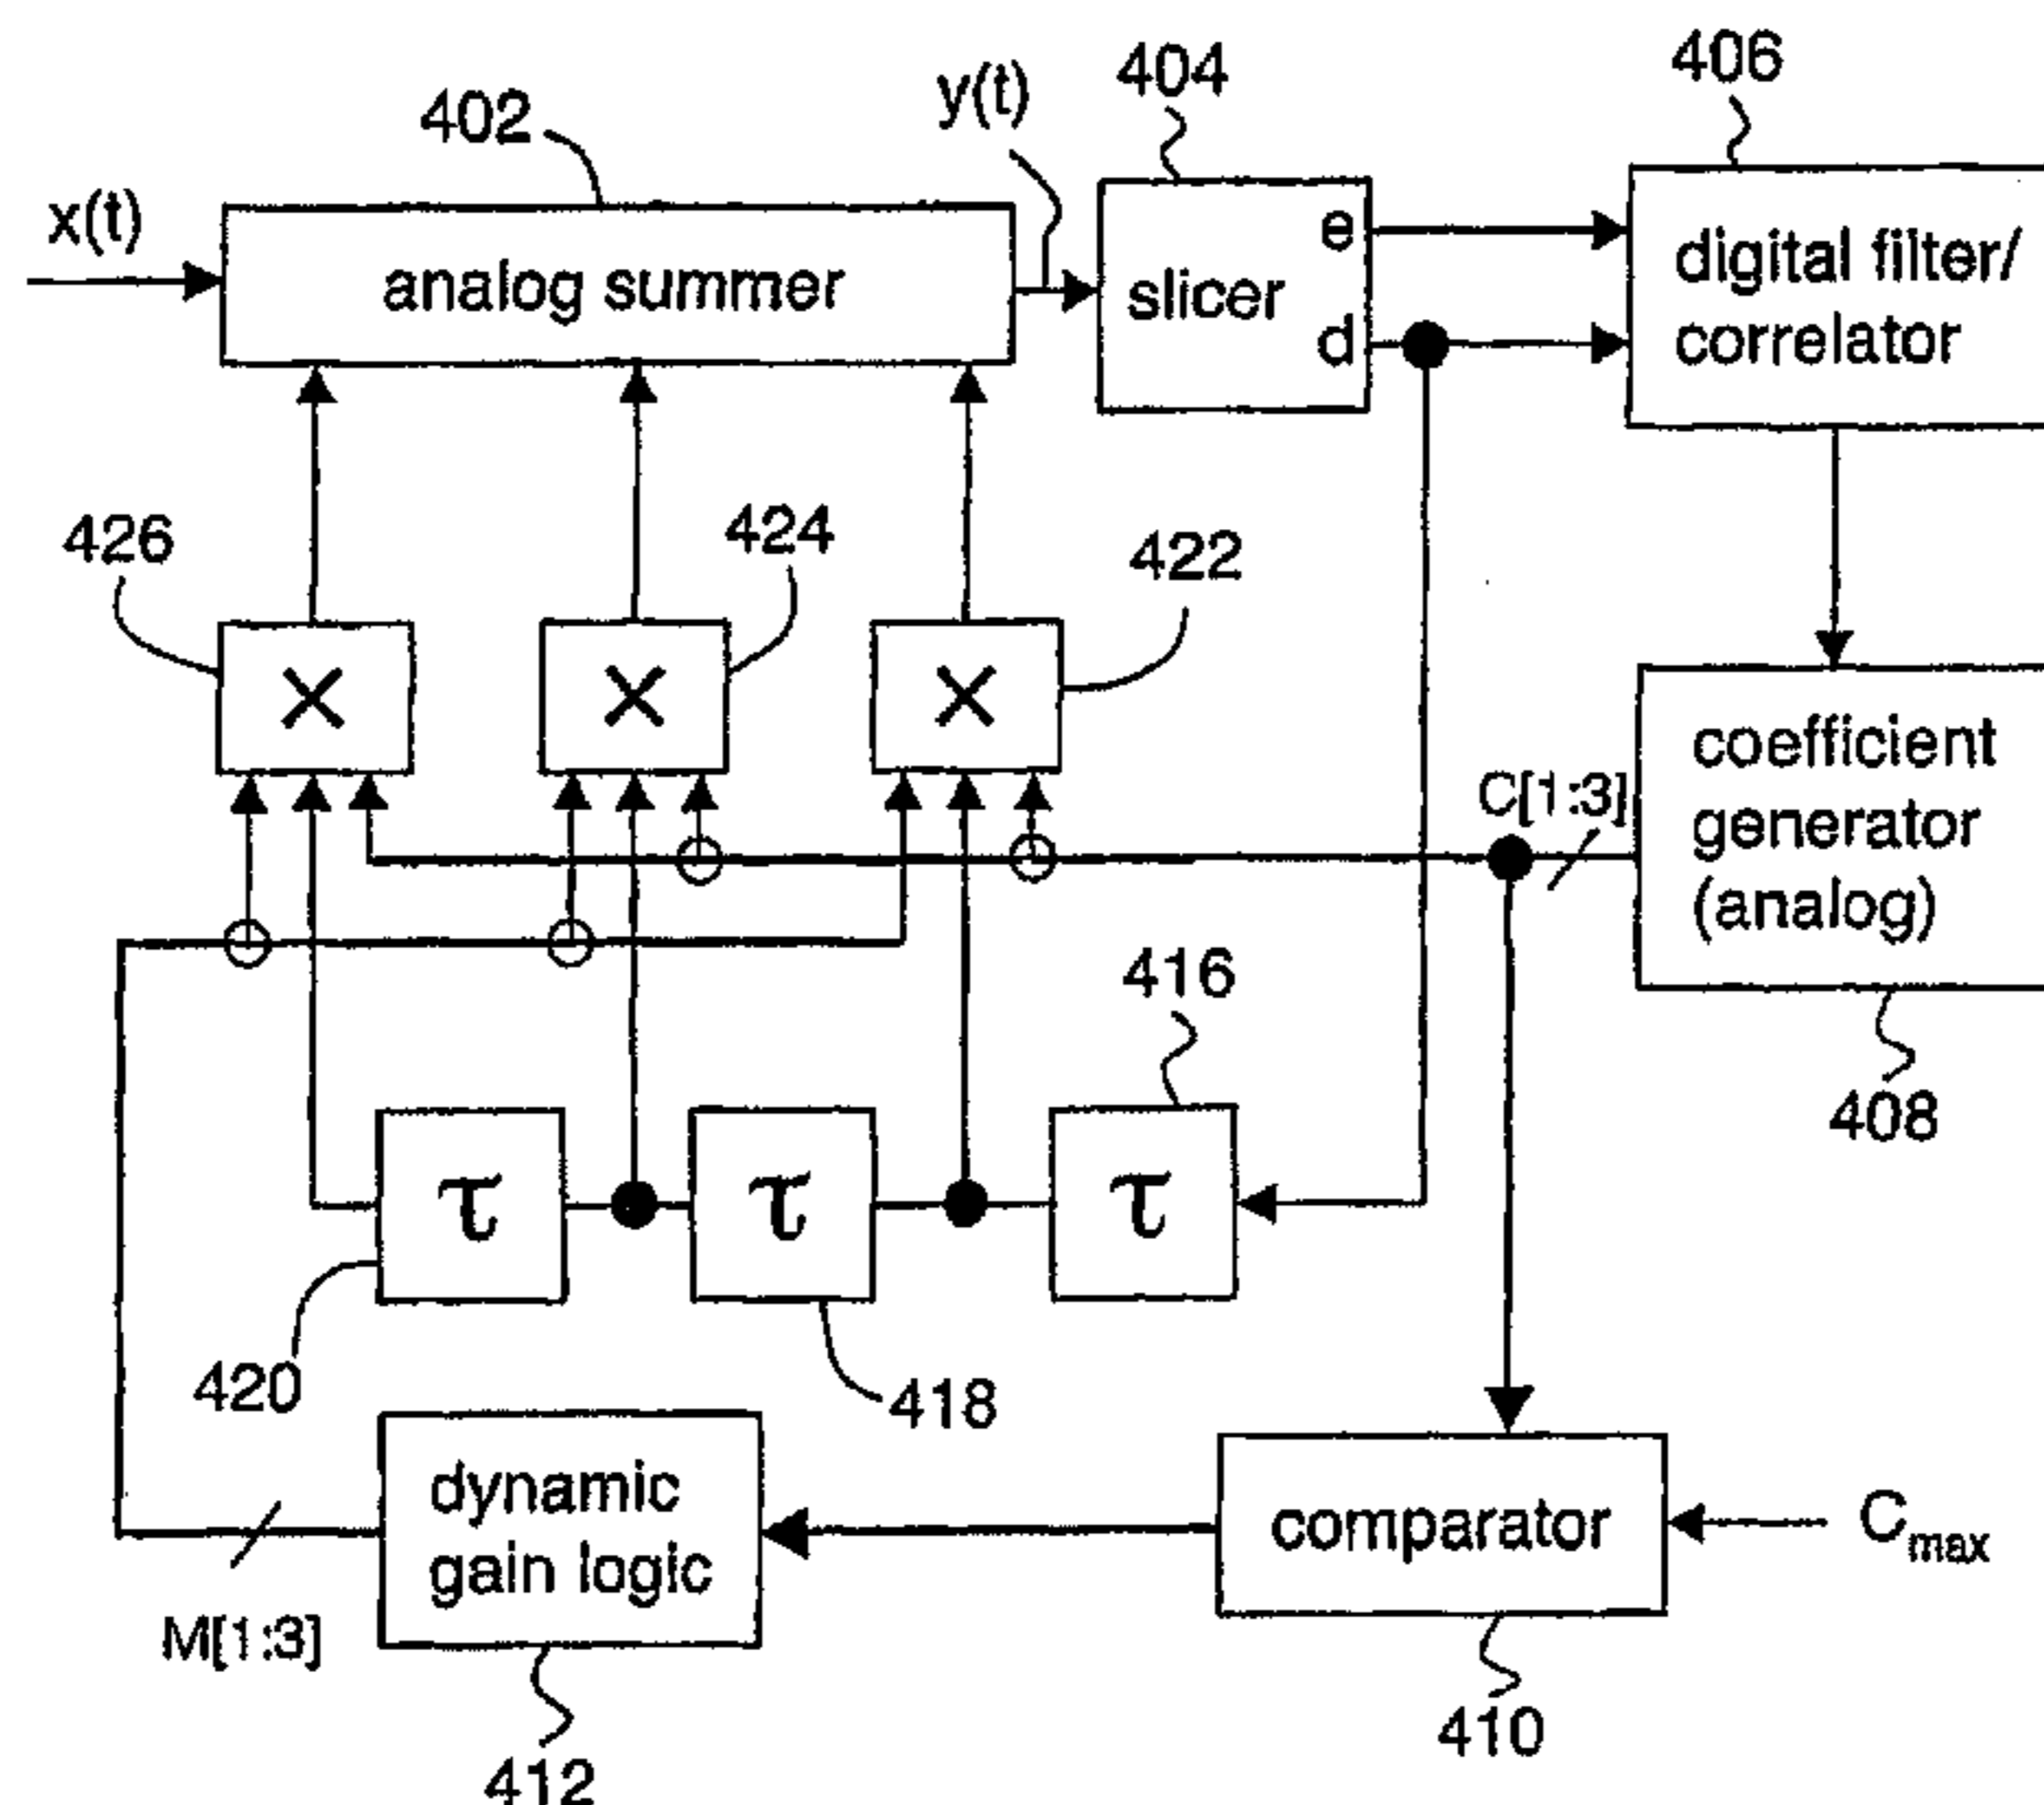 406
404
y(t)
402
x(t)
e
analog summer
slicer
digital filter/
d
correlator
426
424
422
×
×
×
coefficient
C[1:3]
generator
(analog)
416
408
τ
τ
τ
420
418
dynamic
comparator
Cmax
gain logic
M[1:3]
410
412